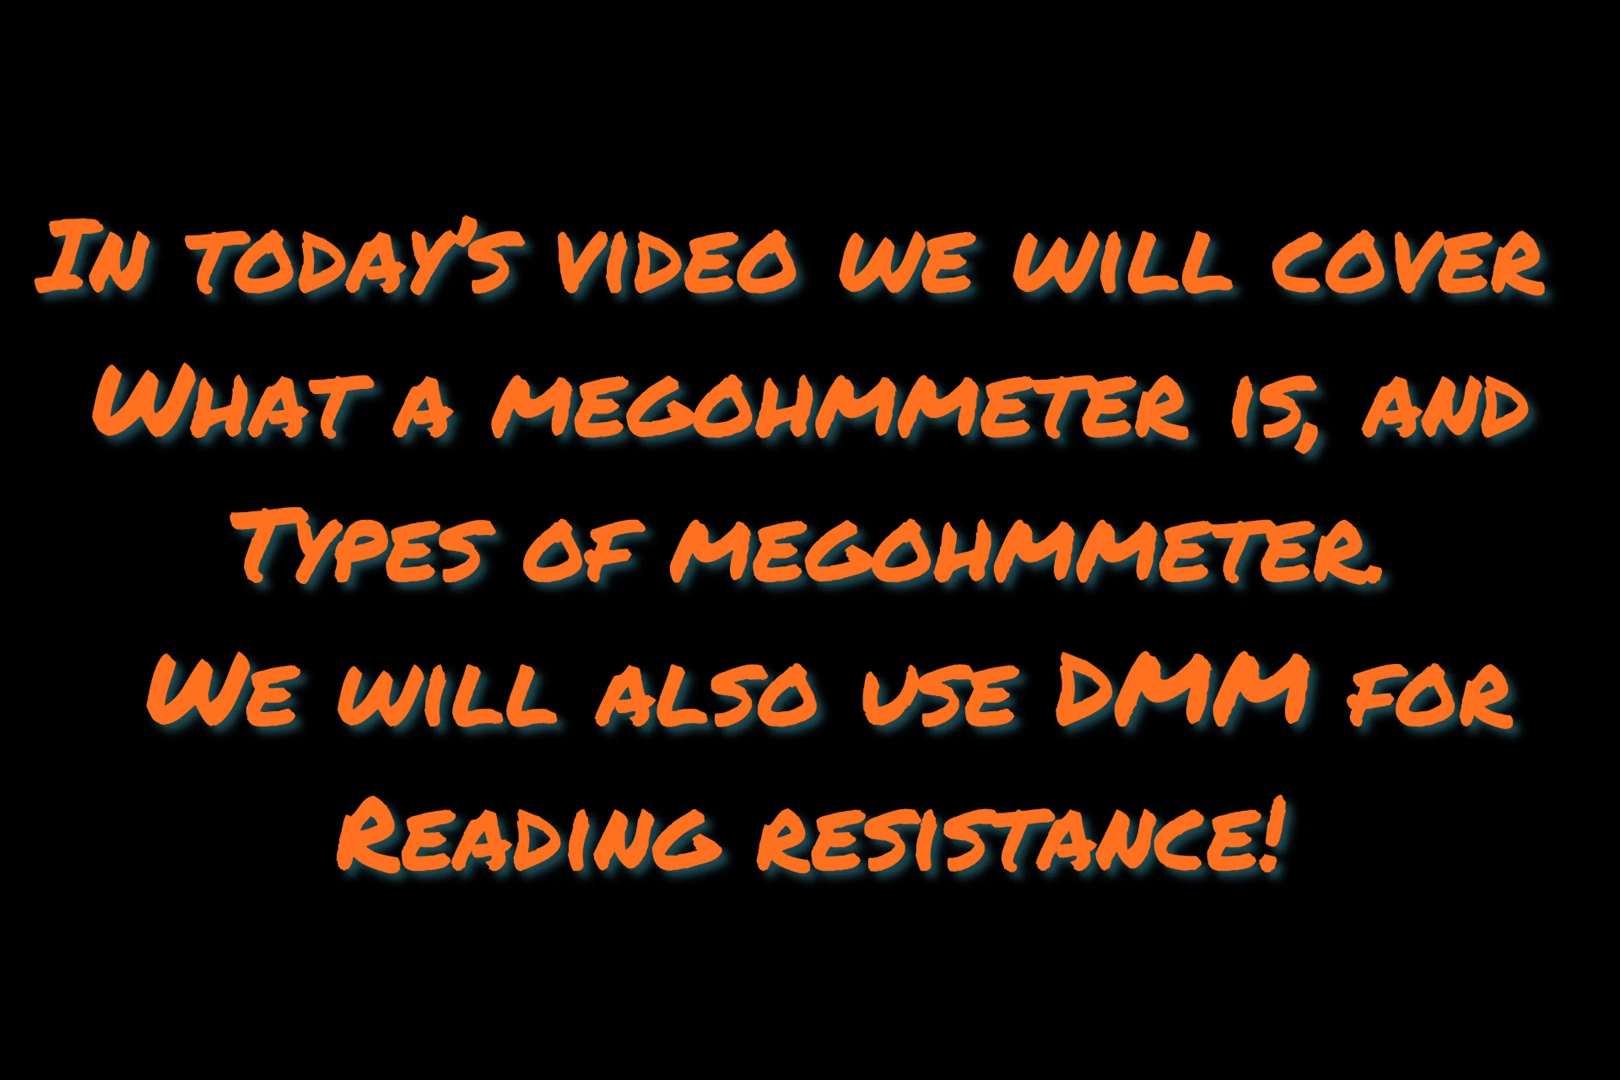 In today's video we will cover
What a megohmmeter is, and
Types of megohmmeter.
We will also use DMM for
Reading resistance!